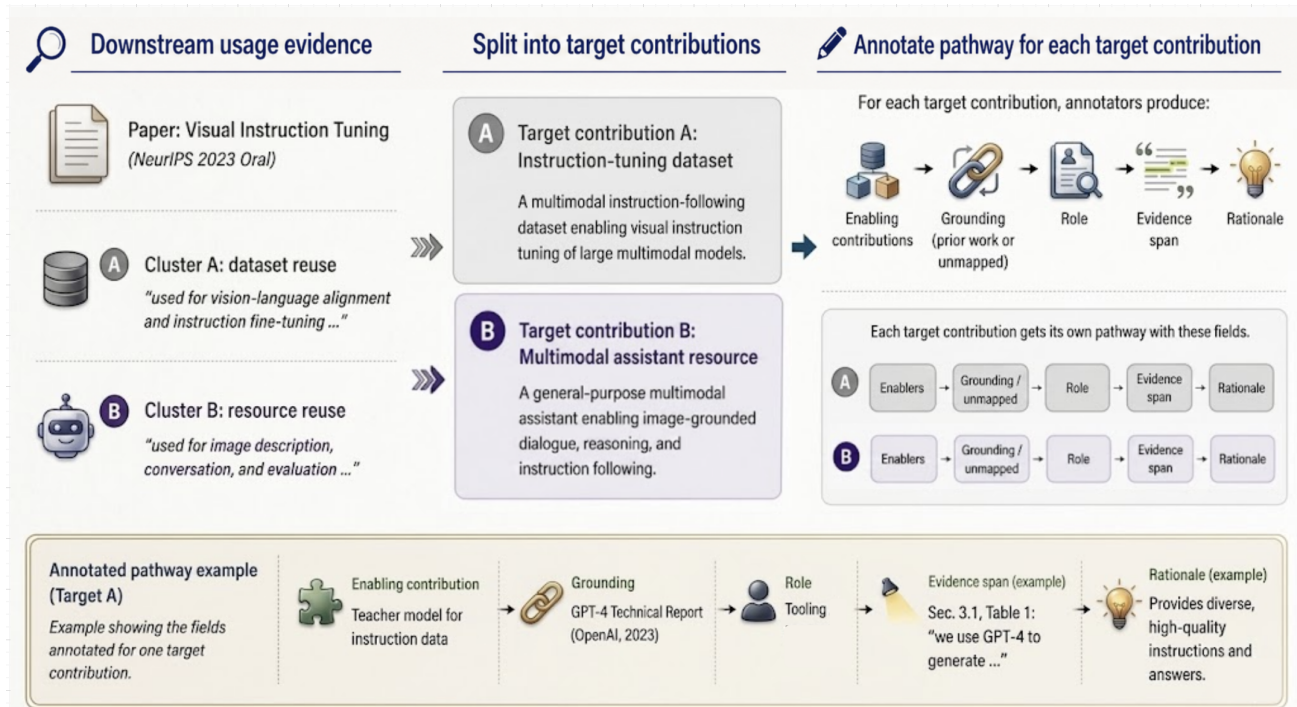 Downstream usage evidence
Paper: Visual Instruction Tuning
(NeurIPS 2023 Oral)
A
Cluster A: dataset reuse
“used for vision-language alignment
and instruction fine-tuning ...”
B
Cluster B: resource reuse
“used for image description,
conversation, and evaluation ...”
Split into target contributions
A
Target contribution A:
Instruction-tuning dataset
A multimodal instruction-following
dataset enabling visual instruction
tuning of large multimodal models.
B
Target contribution B:
Multimodal assistant resource
A general-purpose multimodal
assistant enabling image-grounded
dialogue, reasoning, and
instruction following.
Annotate pathway for each target contribution
For each target contribution, annotators produce:
Enabling
contributions
Grounding
(prior work or
unmapped)
Role
Evidence
span
Rationale
Each target contribution gets its own pathway with these fields.
A
Enablers
Grounding /
unmapped
Role
Evidence
span
Rationale
B
Enablers
Grounding /
unmapped
Role
Evidence
span
Rationale
Annotated pathway example
(Target A)
Example showing the fields
annotated for one target
contribution.
Enabling contribution
Teacher model for
instruction data
Grounding
GPT-4 Technical Report
(OpenAI, 2023)
Role
Tooling
Evidence span (example)
Sec. 3.1, Table 1:
“we use GPT-4 to
generate ...”
Rationale (example)
Provides diverse,
high-quality
instructions and
answers.